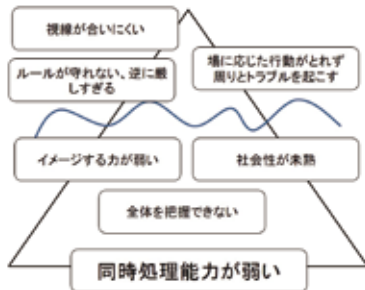 視線が合いにくい
ルールが守れない、逆に厳
しすぎる
場に応じた行動がとれず
周りとトラブルを起こす
イメージする力が弱い
社会性が未熟
全体を把握できない
同時処理能力が弱い